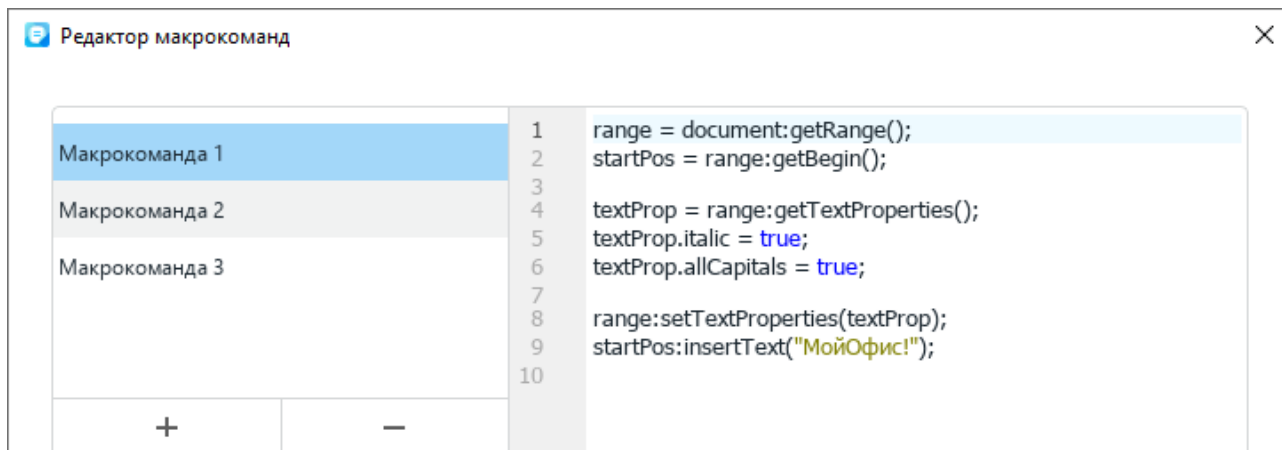 Редактор макрокоманд
Макрокоманда 1
Макрокоманда 2
Макрокоманда 3
1 range = document:getRange();
2 startPos = range:getBegin();
3
4 textProp = range:getTextProperties();
5 textProp.italic = true;
6 textProp.allCapitals = true;
7
8 range:setTextProperties(textProp);
9 startPos:insertText("МойОфис!");
10